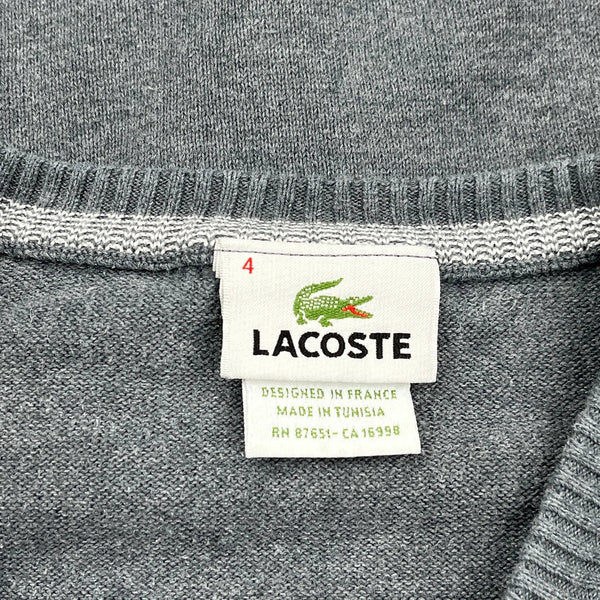 4
LACOSTE
DESIGNED IN FRANCE
MADE IN TUNISIA
RN 87651-CA 16998